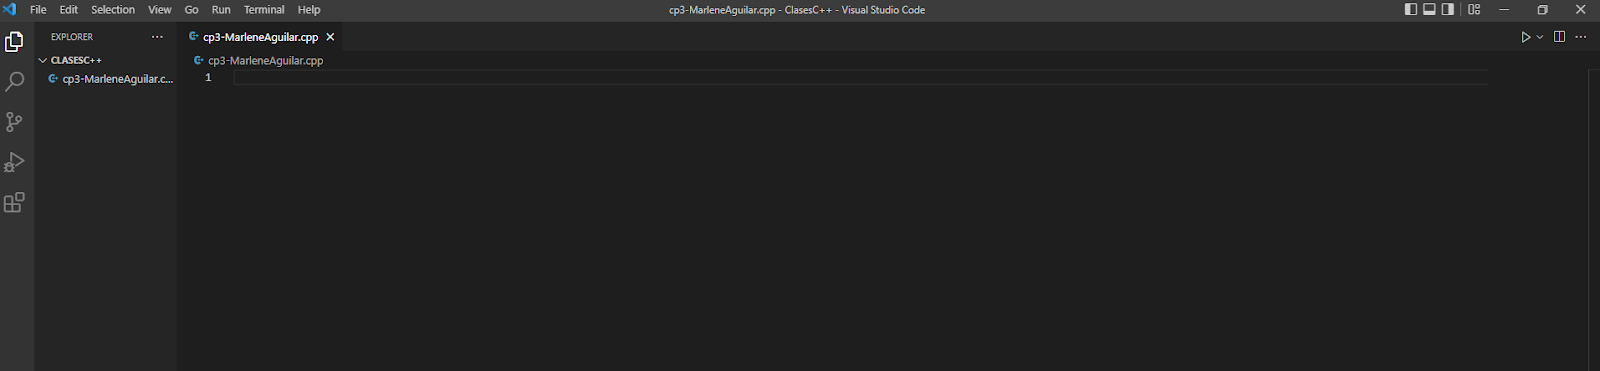 File Edit Selection View Go Run Terminal Help
cp3-MarleneAguilar.cpp - ClasesC++ - Visual Studio Code
EXPLORER
cp3-MarleneAguilar.cpp
CLASESC++
cp3-MarleneAguilar.cpp
cp3-MarleneAguilar.c...
1